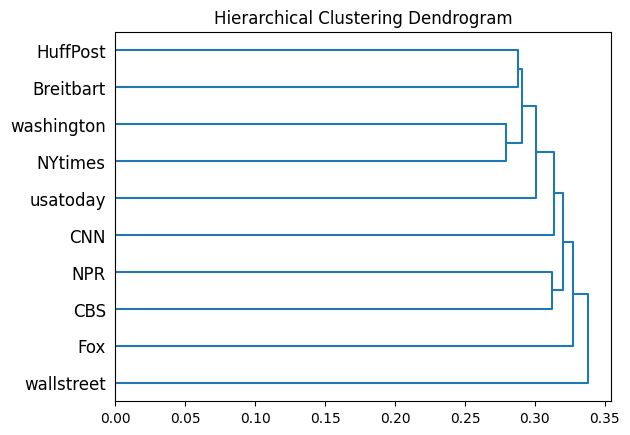 Hierarchical Clustering Dendrogram
HuffPost
Breitbart
washington
NYtimes
usatoday
CNN
NPR
CBS
Fox
wallstreet
0.00 0.05 0.10 0.15 0.20 0.25 0.30 0.35